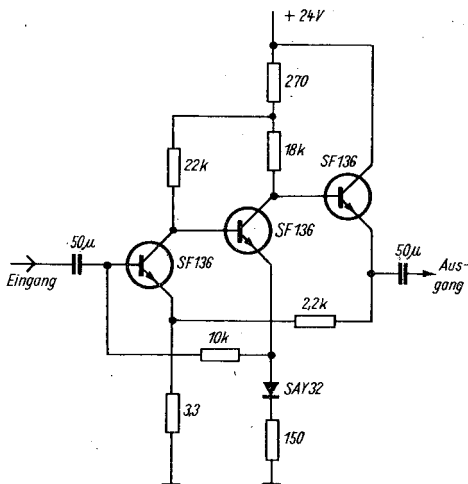 + 24V
270
22k
18k
SF136
SF136
SF136
50μ
Eingang
50μ
Aus-
gang
2,2k
10k
3,3
SAY32
150